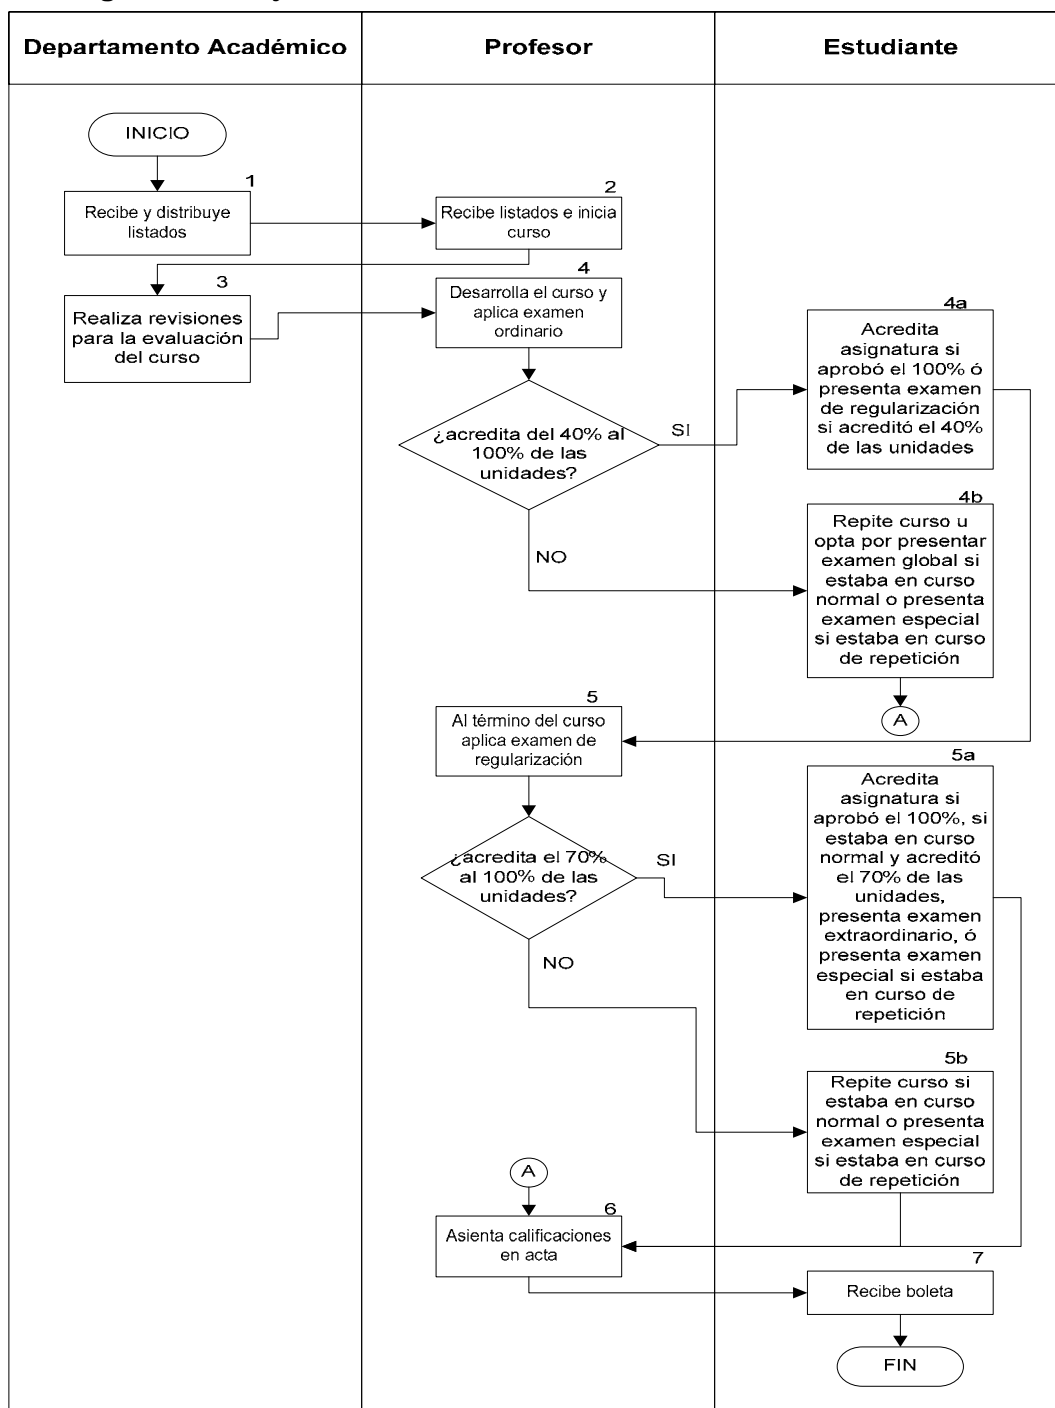 Departamento Académico
Profesor
Estudiante
INICIO
1
Recibe y distribuye
listados
2
Recibe listados e inicia
curso
3
Realiza revisiones
para la evaluación
del curso
4
Desarrolla el curso y
aplica examen
ordinario
¿acredita del 40% al
100% de las
unidades?
SI
4a
Acredita
asignatura si
aprobó el 100% ó
presenta examen
de regularización
si acreditó el 40%
de las unidades
NO
4b
Repite curso u
opta por presentar
examen global si
estaba en curso
normal o presenta
examen especial
si estaba en curso
de repetición
A
5
Al término del curso
aplica examen de
regularización
¿acredita el 70%
al 100% de las
unidades?
SI
5a
Acredita
asignatura si
aprobó el 100%, si
estaba en curso
normal y acreditó
el 70% de las
unidades,
presenta examen
extraordinario, ó
presenta examen
especial si estaba
en curso de
repetición
NO
5b
Repite curso si
estaba en curso
normal o presenta
examen especial
si estaba en curso
de repetición
A
6
Asienta calificaciones
en acta
7
Recibe boleta
FIN